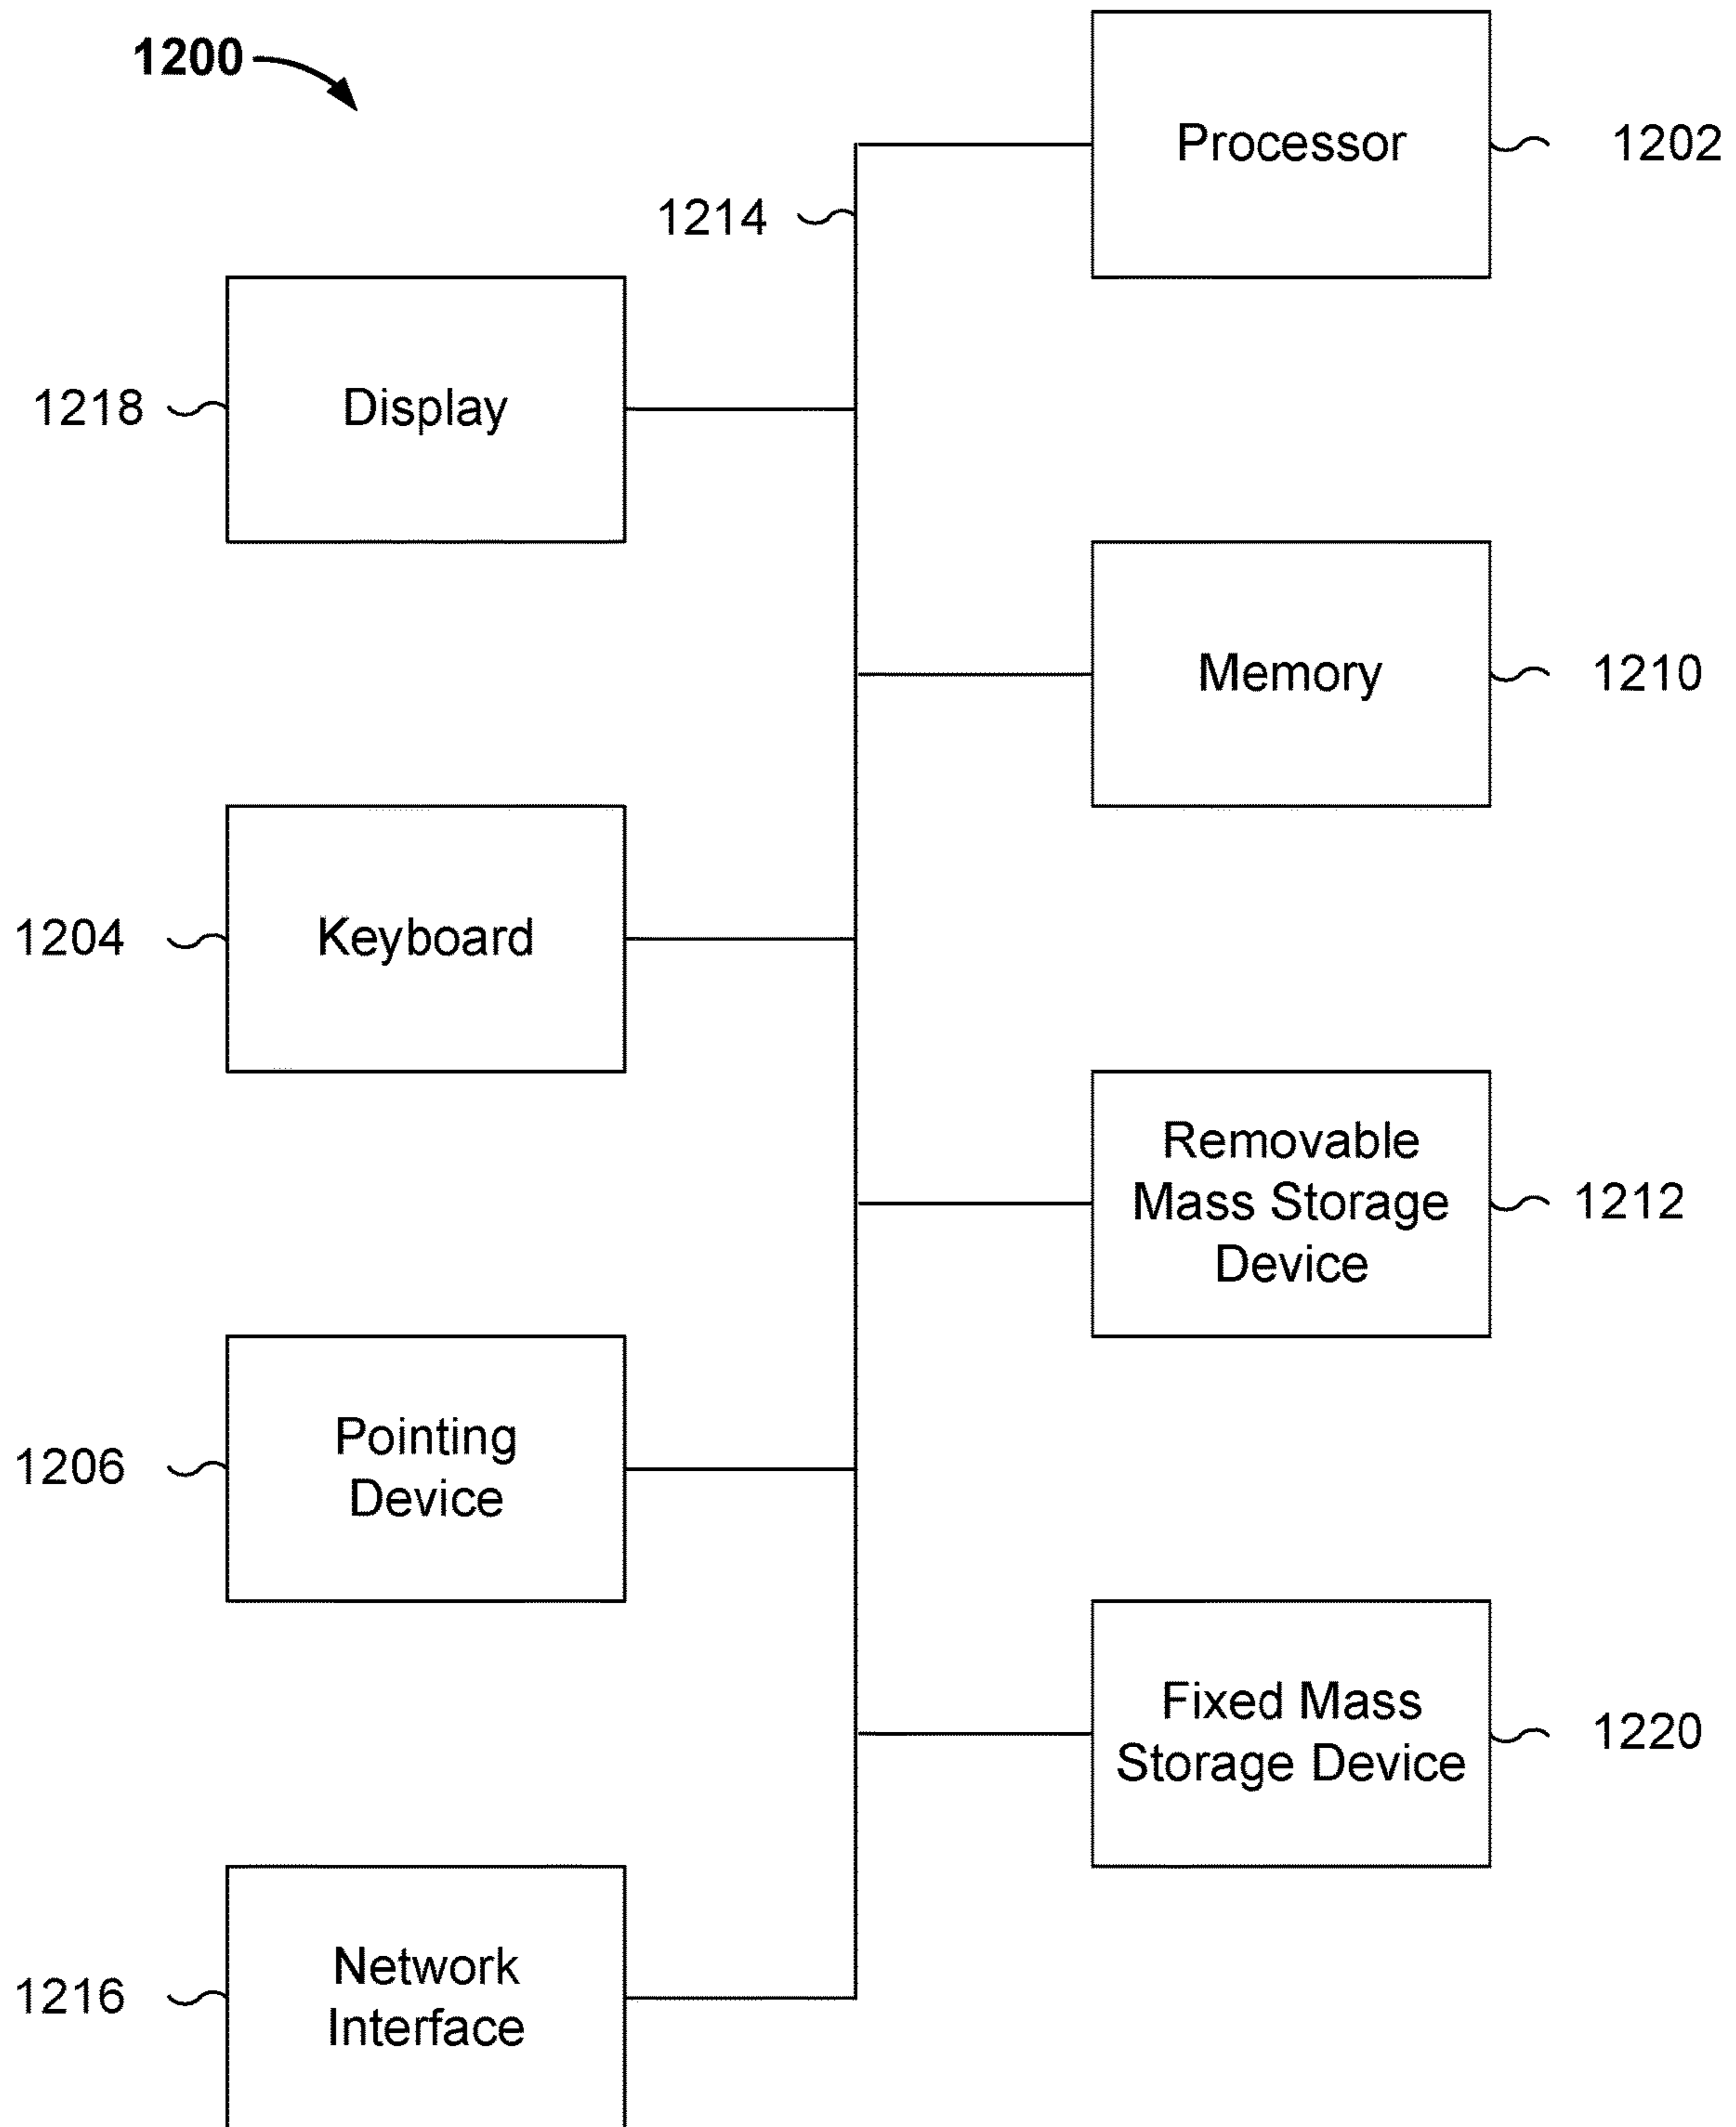 1200
Processor
1202
1214
Display
1218
Memory
1210
Keyboard
1204
Removable
Mass Storage
Device
1212
Pointing
Device
1206
Fixed Mass
Storage Device
1220
Network
Interface
1216